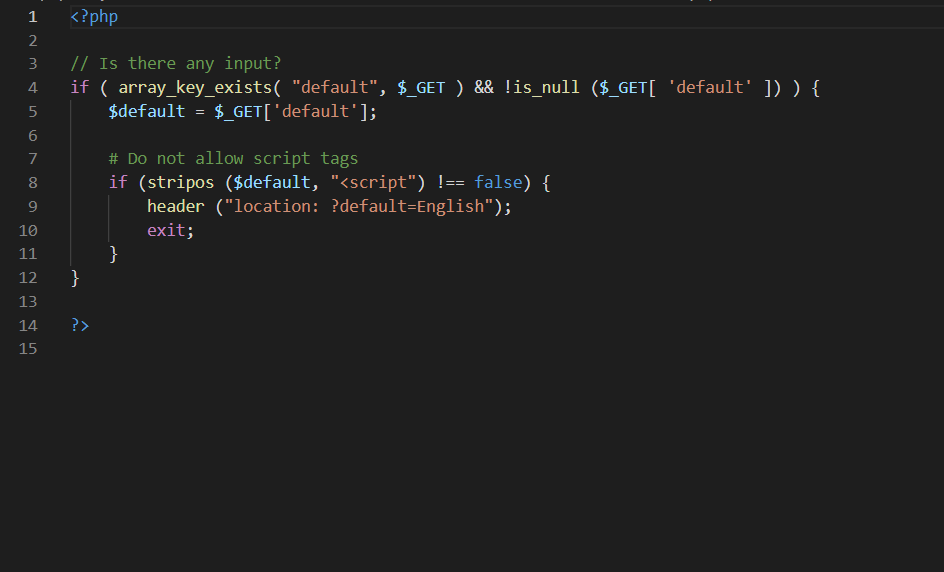 1 <?php
2
3 // Is there any input?
4 if ( array_key_exists( "default", $_GET ) && !is_null ($_GET[ 'default' ]) ) {
5     $default = $_GET['default'];
6
7     # Do not allow script tags
8     if (stripos ($default, "<script") !== false) {
9         header ("location: ?default=English");
10         exit;
11     }
12 }
13
14 ?>
15